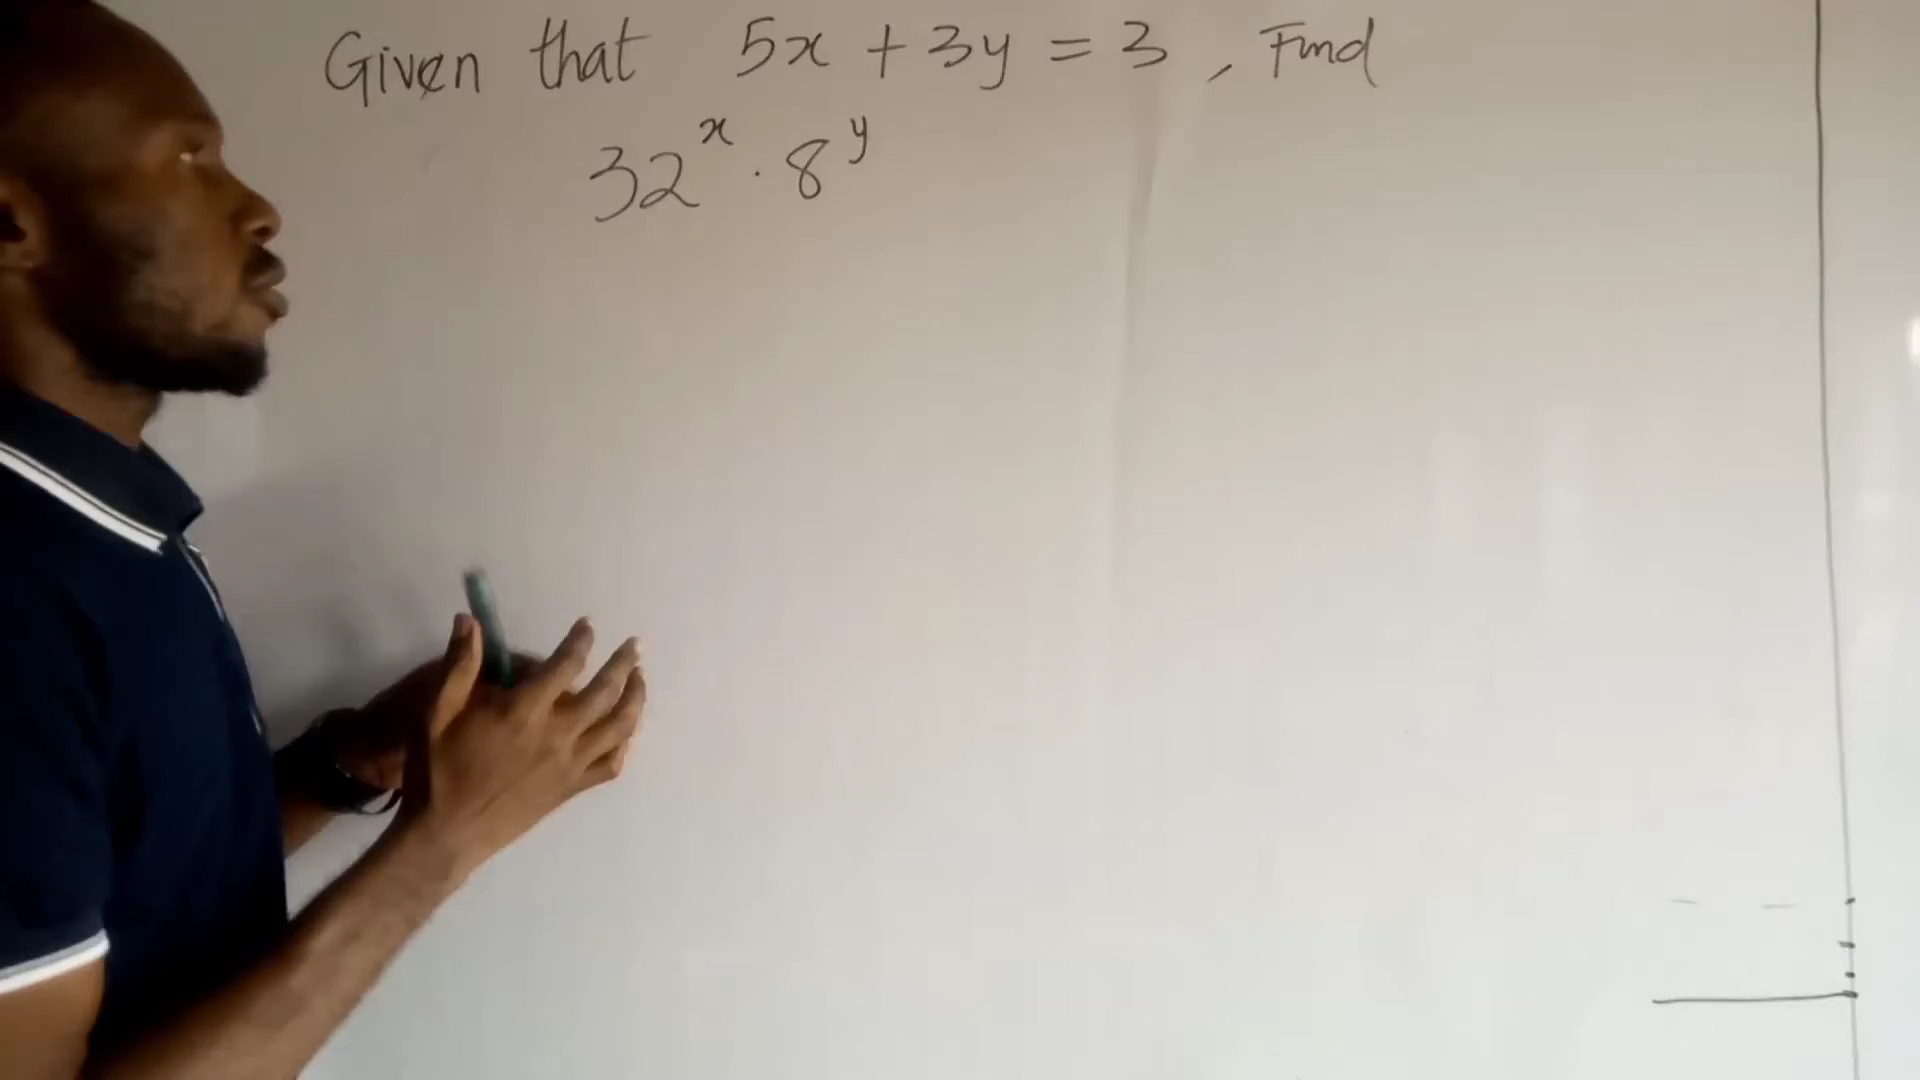 Given that 5x + 3y = 3, Find
32^x · 8^y